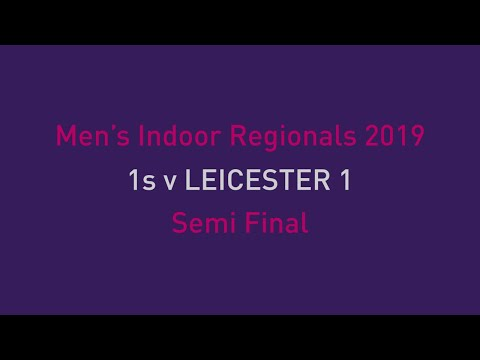 Men’s Indoor Regionals 2019
1s v LEICESTER 1
Semi Final